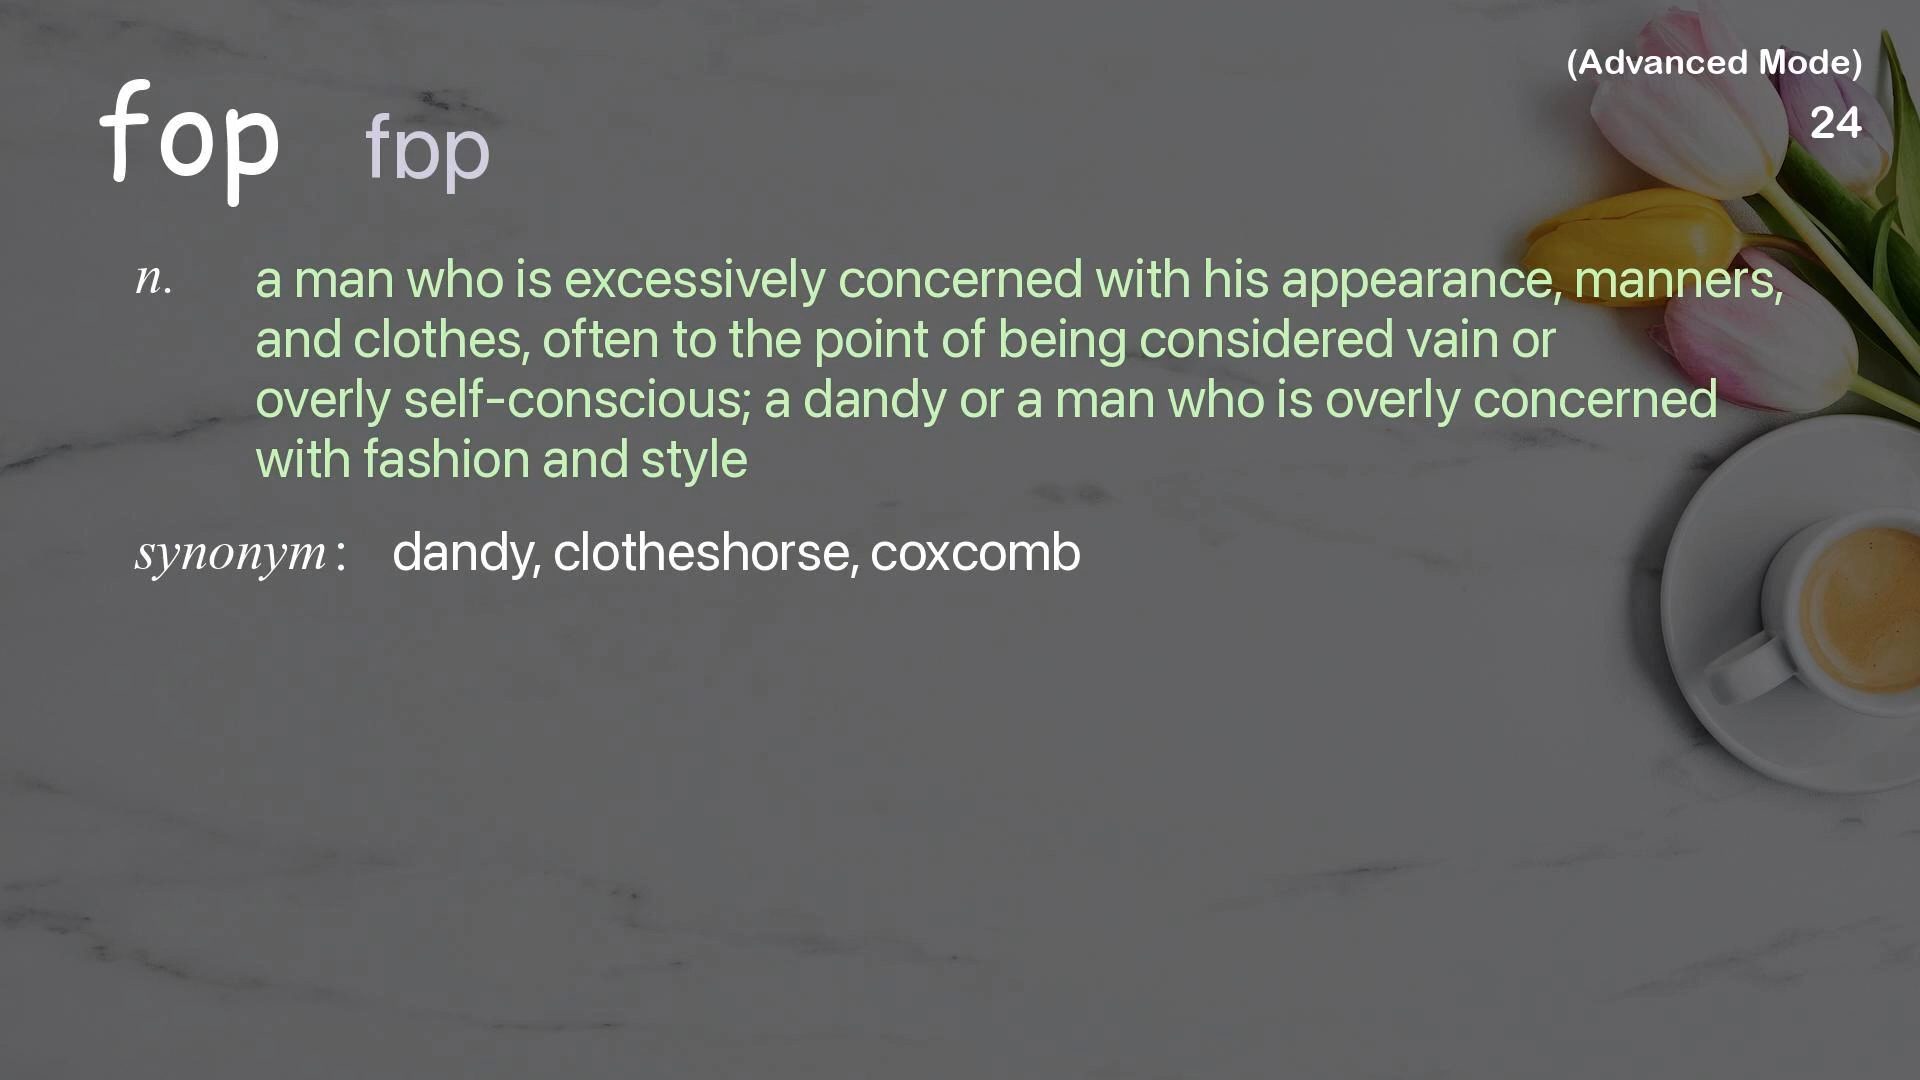 (Advanced Mode)
24
fop fɒp
n. a man who is excessively concerned with his appearance, manners,
and clothes, often to the point of being considered vain or
overly self-conscious; a dandy or a man who is overly concerned
with fashion and style
synonym : dandy, clotheshorse, coxcomb